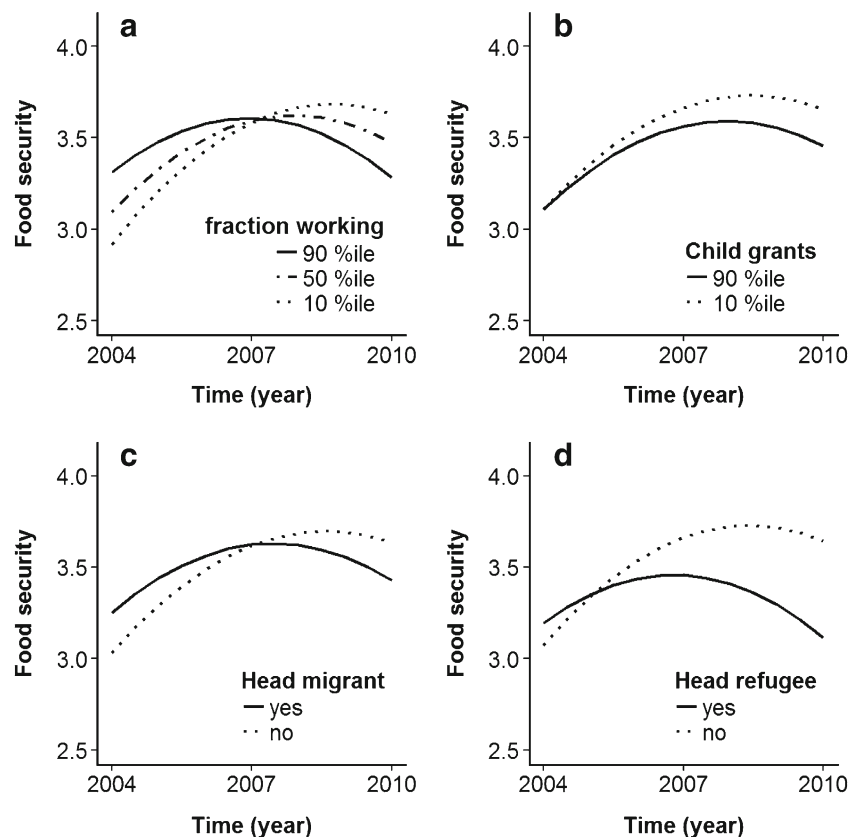 a
4.0
3.5
3.0
2.5
Food security
fraction working
90 %ile
50 %ile
10 %ile
2004 2007 2010
Time (year)
b
4.0
3.5
3.0
2.5
Food security
Child grants
90 %ile
10 %ile
2004 2007 2010
Time (year)
c
4.0
3.5
3.0
2.5
Food security
Head migrant
yes
no
2004 2007 2010
Time (year)
d
4.0
3.5
3.0
2.5
Food security
Head refugee
yes
no
2004 2007 2010
Time (year)